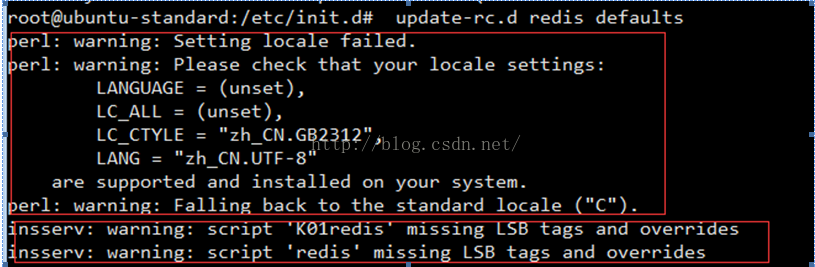 root@ubuntu-standard:/etc/init.d#  update-rc.d redis defaults
perl: warning: Setting locale failed.
perl: warning: Please check that your locale settings:
        LANGUAGE = (unset),
        LC_ALL = (unset),
        LC_CTYLE = "zh_CN.GB2312",
        LANG = "zh_CN.UTF-8"
    are supported and installed on your system.
perl: warning: Falling back to the standard locale ("C").
insserv: warning: script 'K01redis' missing LSB tags and overrides
insserv: warning: script 'redis' missing LSB tags and overrides
http://blog.csdn.net/